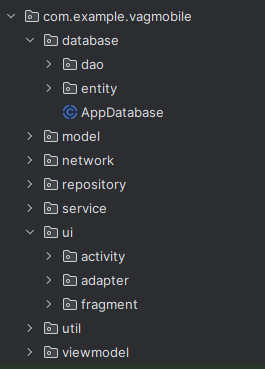 com.example.vagmobile
database
dao
entity
AppDatabase
model
network
repository
service
ui
activity
adapter
fragment
util
viewmodel